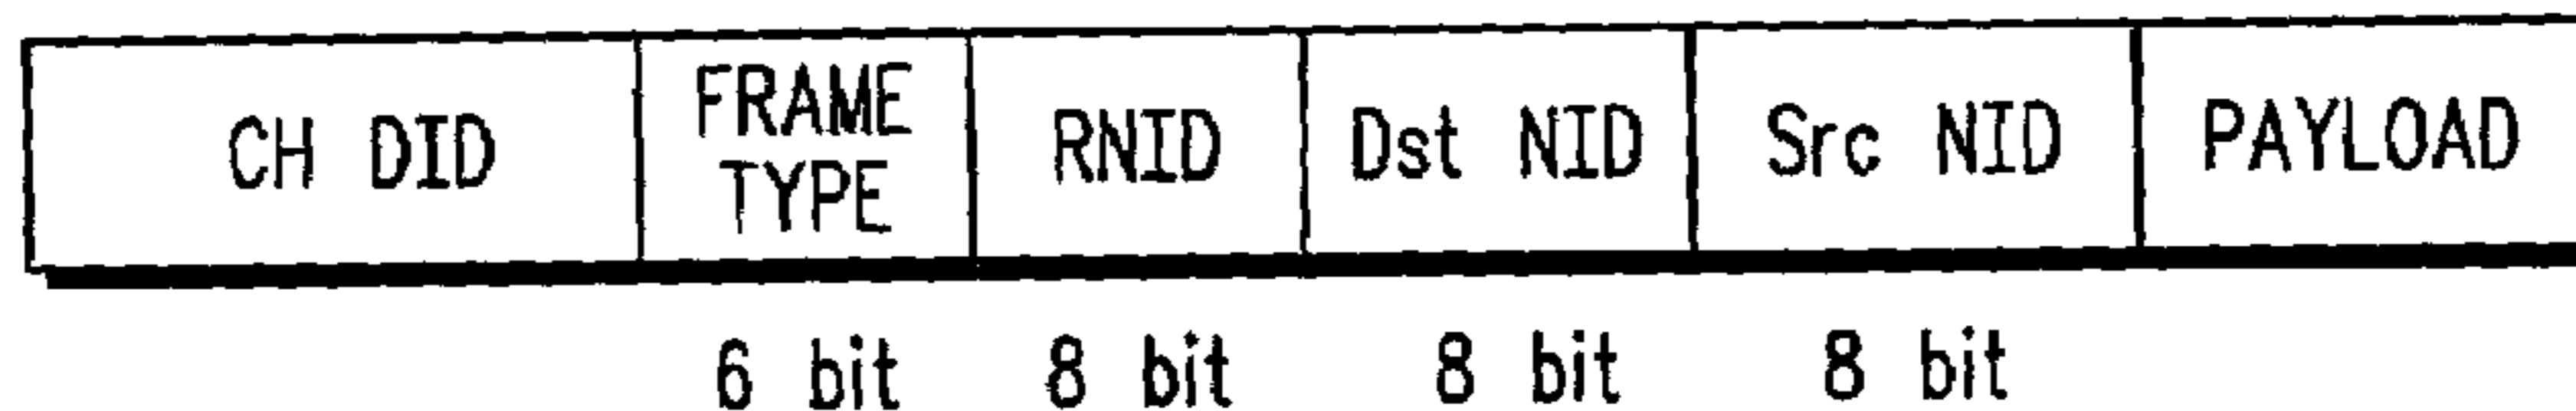 CH DID
FRAME
TYPE
RNID
Dst NID
Src NID
PAYLOAD
6 bit
8 bit
8 bit
8 bit